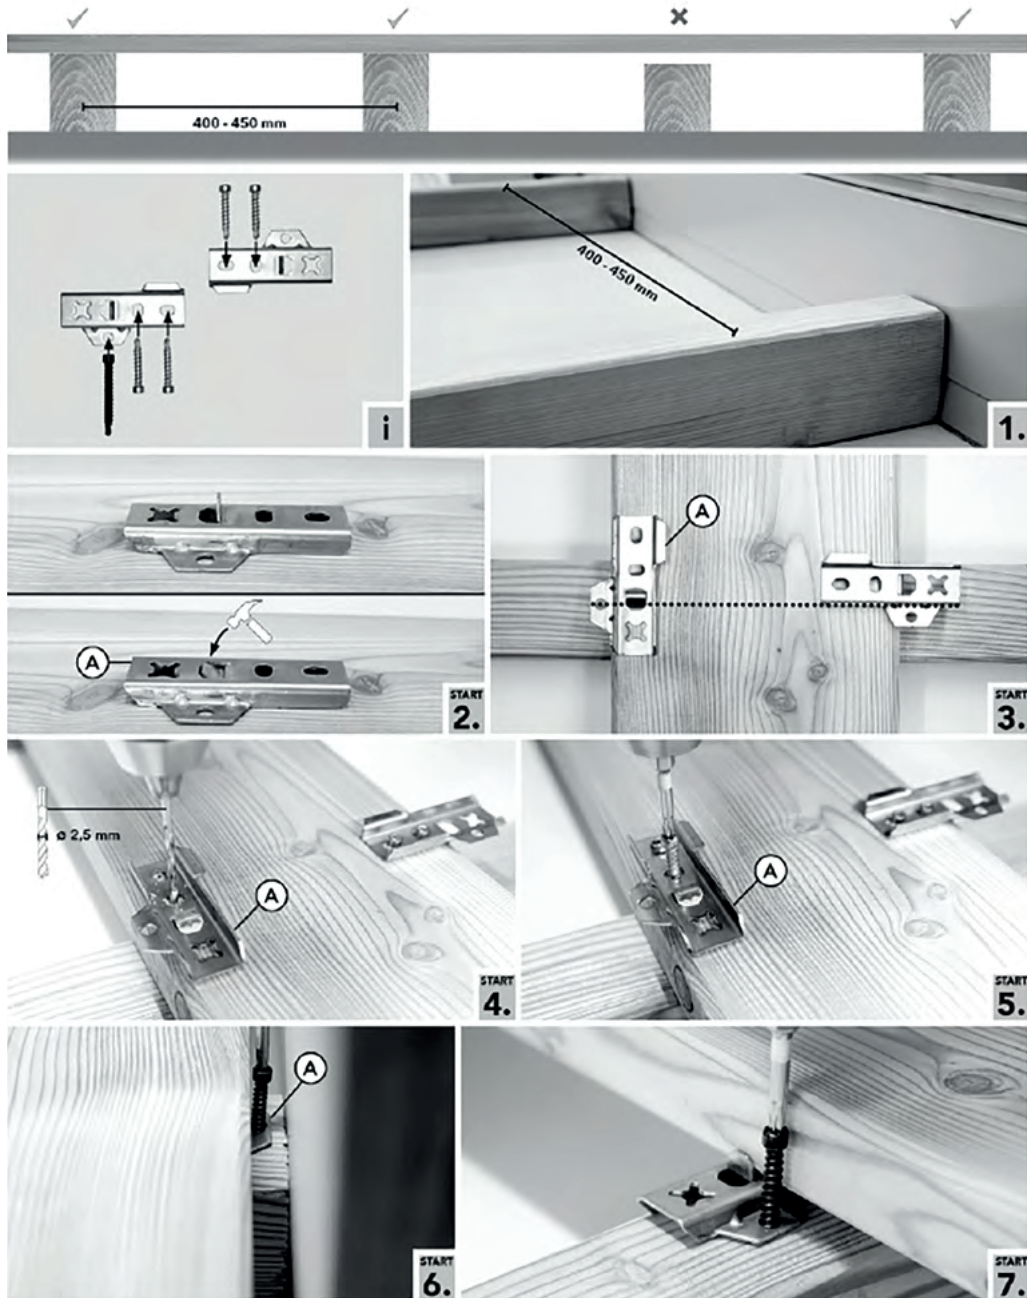 400 - 450 mm
i
400 - 450 mm
1.
A
START
2.
A
START
3.
ø 2,5 mm
A
START
4.
A
START
5.
A
START
6.
START
7.